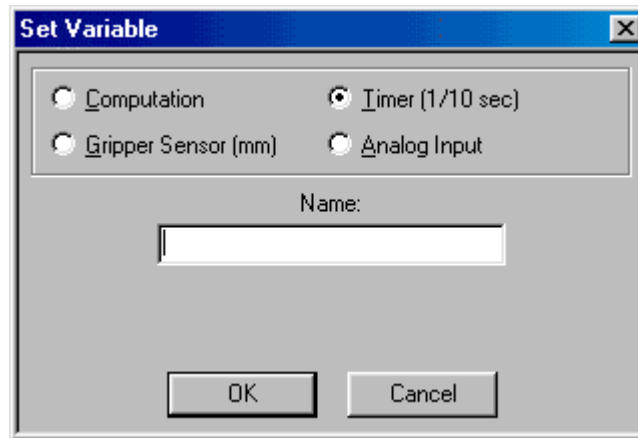 Set Variable
Computation Timer (1/10 sec)
Gripper Sensor (mm) Analog Input
Name:
OK Cancel